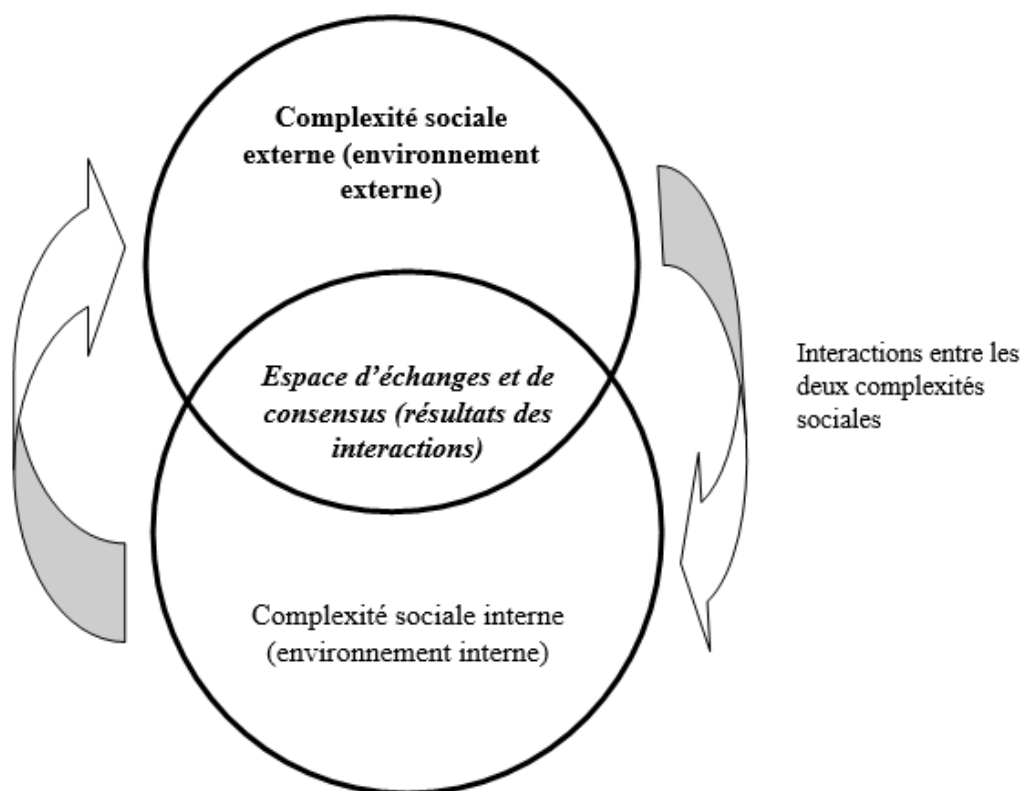 Complexité sociale
externe (environnement
externe)
Espace d’échanges et de
consensus (résultats des
interactions)
Interactions entre les
deux complexités
sociales
Complexité sociale interne
(environnement interne)